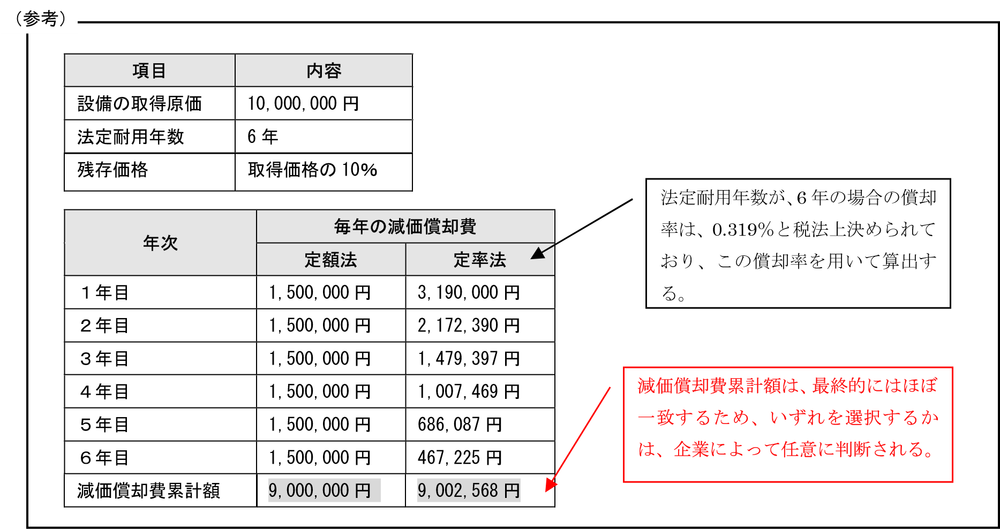 （参考）
項目 内容
設備の取得原価 10,000,000 円
法定耐用年数 6 年
残存価格 取得価格の 10%
年次 毎年の減価償却費
定額法 定率法
１年目 1,500,000 円 3,190,000 円
２年目 1,500,000 円 2,172,390 円
３年目 1,500,000 円 1,479,397 円
４年目 1,500,000 円 1,007,469 円
５年目 1,500,000 円 686,087 円
６年目 1,500,000 円 467,225 円
減価償却費累計額 9,000,000 円 9,002,568 円
法定耐用年数が、6 年の場合の償却
率は、0.319%と税法上決められて
おり、この償却率を用いて算出す
る。
減価償却費累計額は、最終的にはほぼ
一致するため、いずれを選択するか
は、企業によって任意に判断される。